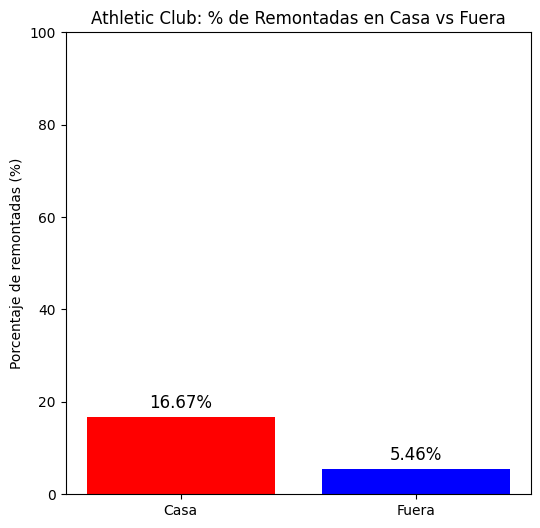 Athletic Club: % de Remontadas en Casa vs Fuera
Porcentaje de remontadas (%)
100
80
60
40
20
0
16.67%
5.46%
Casa
Fuera